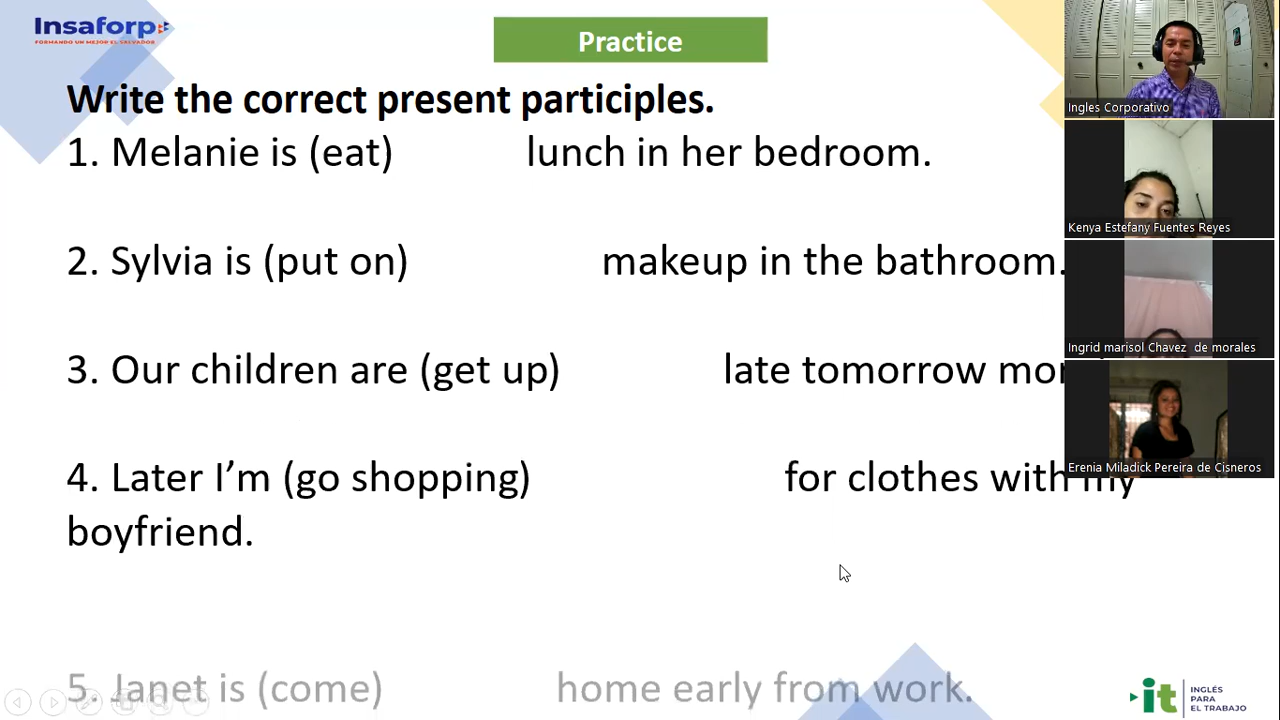 Insaforp
FORMANDO UN MEJOR EL SALVADOR
Practice
Write the correct present participles.
1. Melanie is (eat) lunch in her bedroom.
2. Sylvia is (put on) makeup in the bathroom.
3. Our children are (get up) late tomorrow
4. Later I’m (go shopping) for clothes with my
boyfriend.
5. Janet is (come) home early from work.
Ingles Corporativo
Kenya Estefany Fuentes Reyes
Ingrid marisol Chavez de morales
Erenia Miladick Pereira de Cisneros
it INGLÉS
PARA
EL TRABAJO